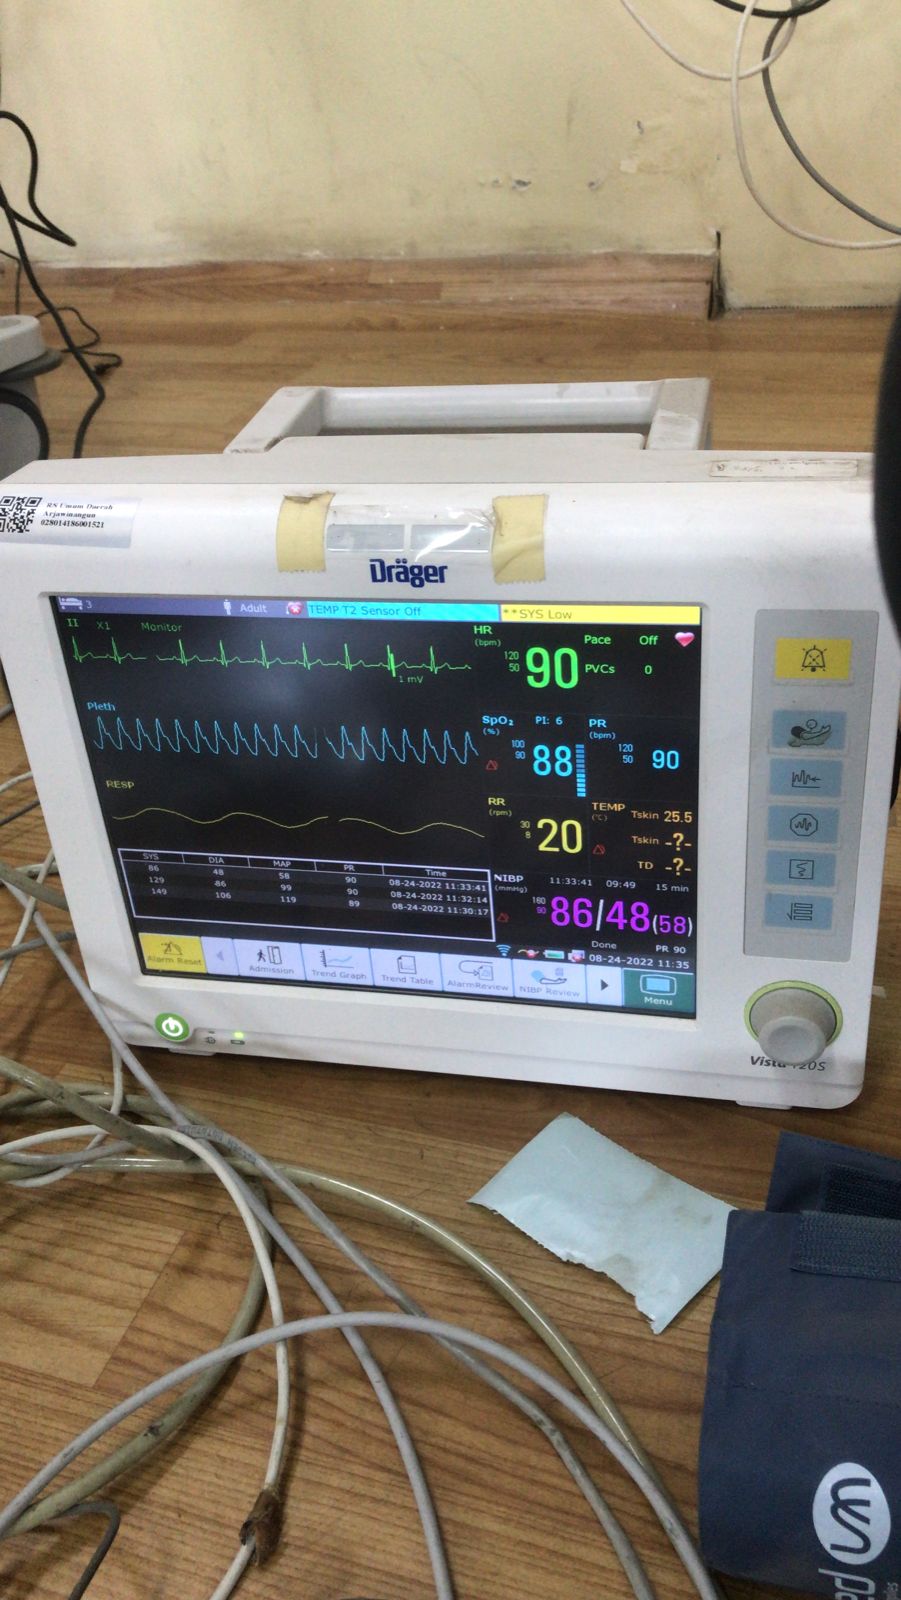 RS Umum Daerah
Arjawinangun
028014186001521
Dräger
3 Adult TEMP T2 Sensor Off **SYS Low
II X1 Monitor
1 mV
HR
(bpm)
120
50
90
Pace Off
PVCs 0
Pleth
SpO₂ PI: 6
(%)
100
90
88
PR
(bpm)
120
50
90
RESP
RR
(rpm)
30
8
20
TEMP
(°C)
Tskin 25.5
Tskin -?-
TD -?-
SYS DIA MAP PR Time
86 48 58 90 08-24-2022 11:33:41
129 86 99 90 08-24-2022 11:32:14
149 106 119 89 08-24-2022 11:30:17
NIBP 11:33:41 09:49 15 min
(mmHg)
180
90
86/48(58)
Done PR 90
08-24-2022 11:35
Alarm Reset
Admission
Trend Graph
Trend Table
AlarmReview
NIBP Review
Menu
Vista 120S